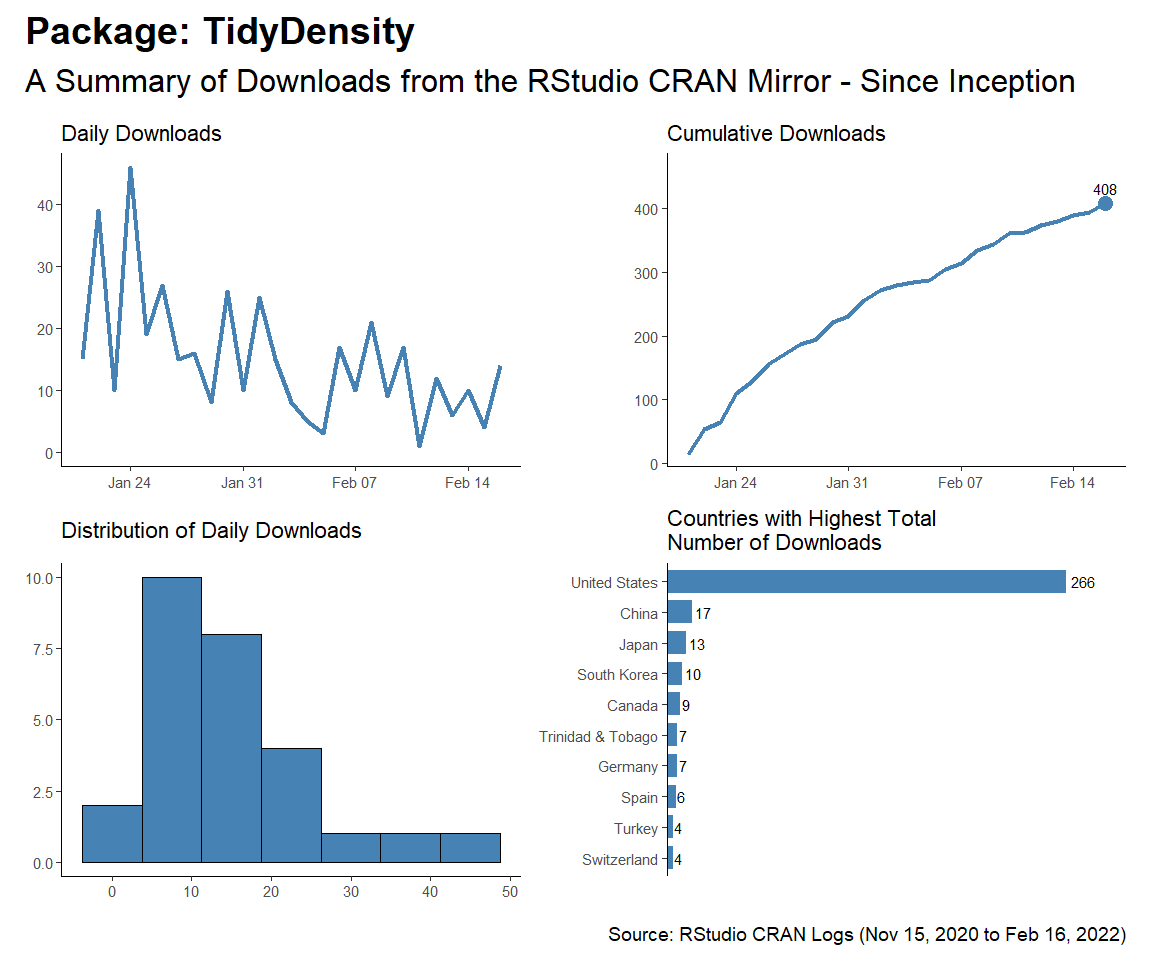 Package: TidyDensity
A Summary of Downloads from the RStudio CRAN Mirror - Since Inception
Daily Downloads
40
30
20
10
0
Jan 24 Jan 31 Feb 07 Feb 14
Cumulative Downloads
408
400
300
200
100
0
Jan 24 Jan 31 Feb 07 Feb 14
Distribution of Daily Downloads
10.0
7.5
5.0
2.5
0.0
0 10 20 30 40 50
Countries with Highest Total
Number of Downloads
United States 266
China 17
Japan 13
South Korea 10
Canada 9
Trinidad & Tobago 7
Germany 7
Spain 6
Turkey 4
Switzerland 4
Source: RStudio CRAN Logs (Nov 15, 2020 to Feb 16, 2022)